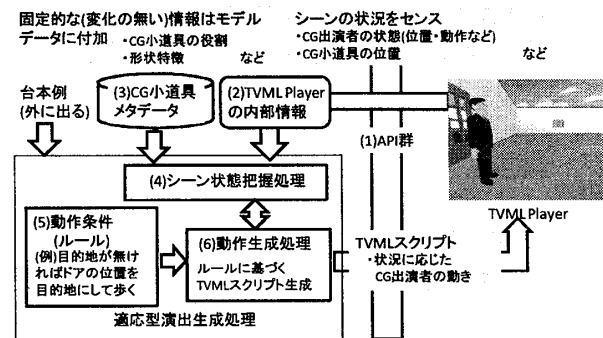 固定的な(変化の無い)情報はモデル
データに付加
・CG小道具の役割
・形状特徴
など
シーンの状況をセンス
・CG出演者の状態(位置・動作など)
・CG小道具の位置
など
台本例
(外に出る)
(3)CG小道具
メタデータ
(2)TVML Player
の内部情報
(1)API群
(4)シーン状態把握処理
TVML Player
(5)動作条件
(ルール)
(例)目的地が無け
ればドアの位置を
目的地にして歩く
(6)動作生成処理
ルールに基づく
TVMLスクリプト生成
TVMLスクリプト
・状況に応じた
CG出演者の動き
適応型演出生成処理